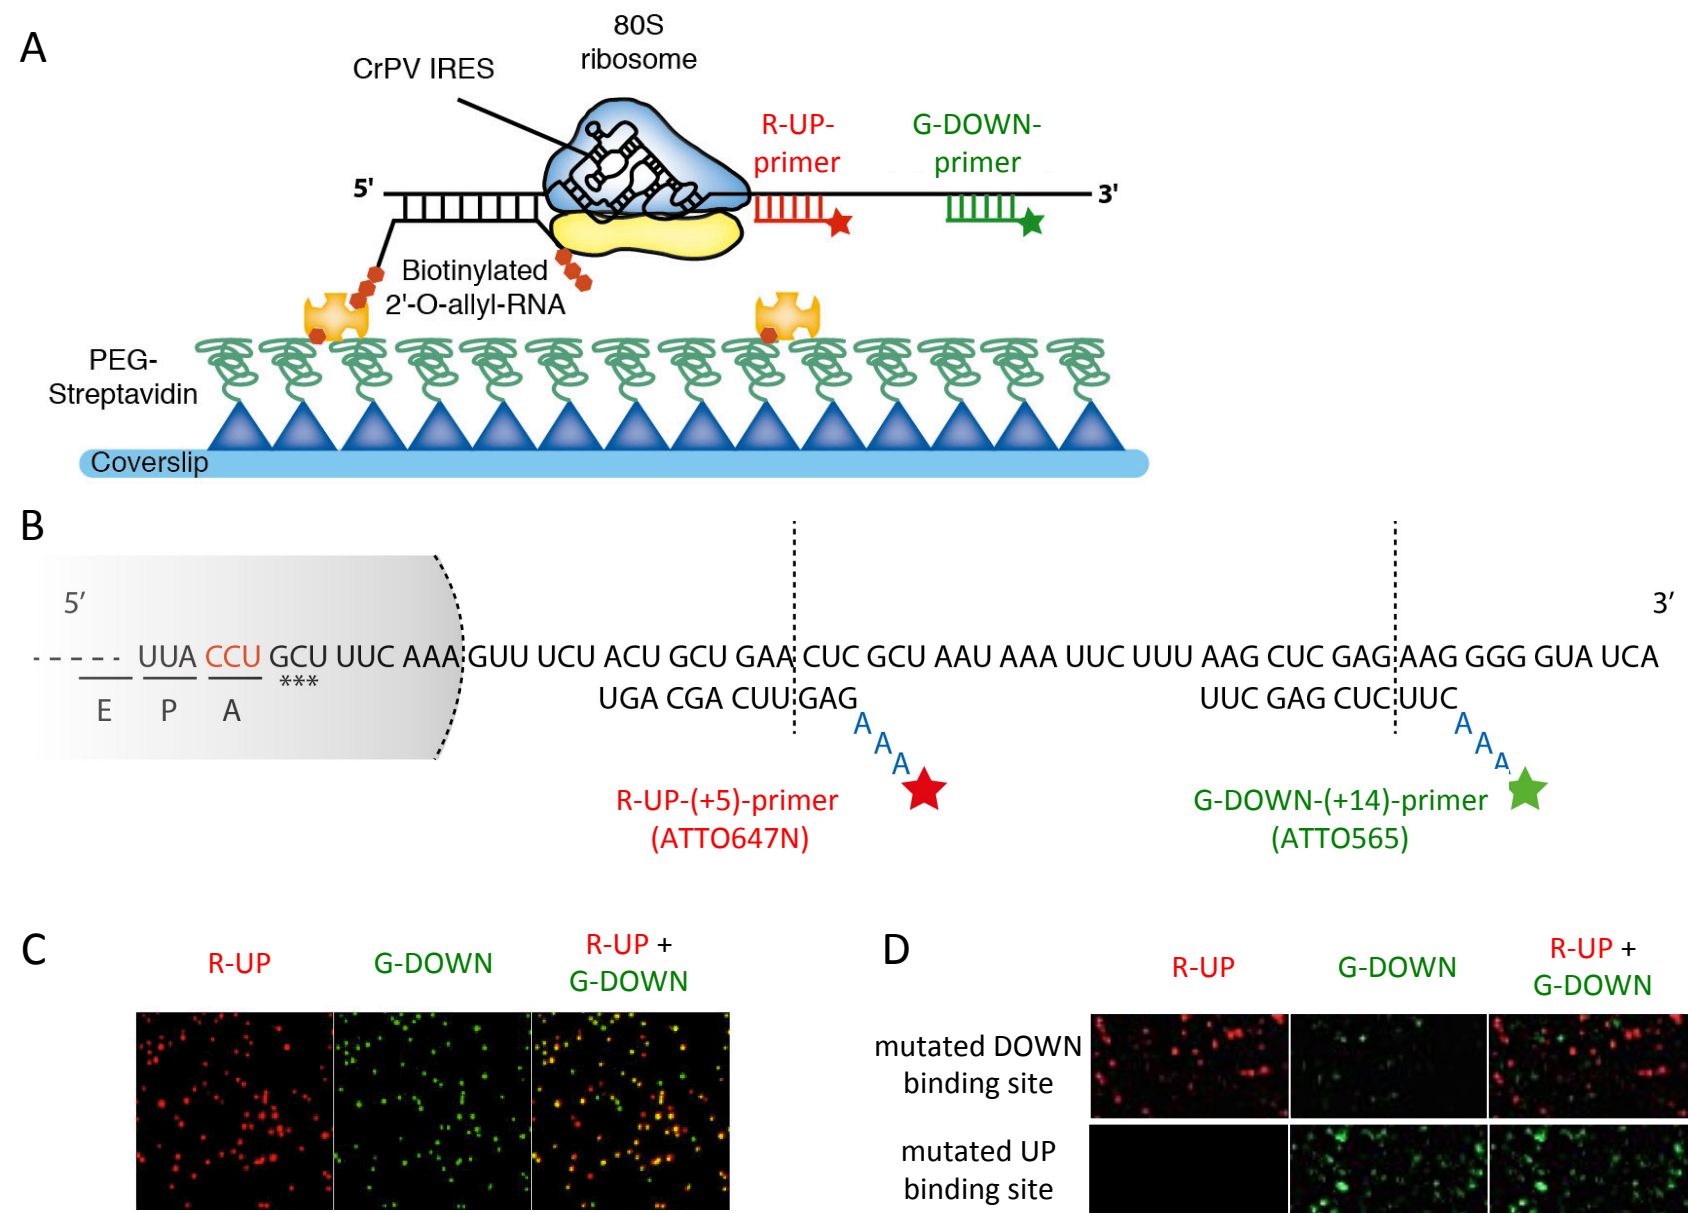 A
80S
ribosome
CrPV IRES
R-UP-
primer
G-DOWN-
primer
5'
3'
Biotinylated
2'-O-allyl-RNA
PEG-
Streptavidin
Coverslip
B
5′
3′
UUA CCU GCU UUC AAA GUU UCU ACU GCU GAA CUC GCU AAU AAA UUC UUU AAG CUC GAG AAG GGG GUA UCA
***
E P A
UGA CGA CUU GAG
UUC GAG CUC UUC
A
A
A
A
A
A
R-UP-(+5)-primer
(ATTO647N)
G-DOWN-(+14)-primer
(ATTO565)
C
R-UP
G-DOWN
R-UP +
G-DOWN
D
R-UP
G-DOWN
R-UP +
G-DOWN
mutated DOWN
binding site
mutated UP
binding site